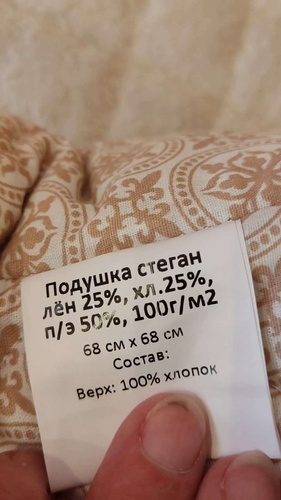 Подушка стеган
лён 25%, хл.25%,
п/э 50%, 100г/м2
68 см х 68 см
Состав:
Верх: 100% хлопок